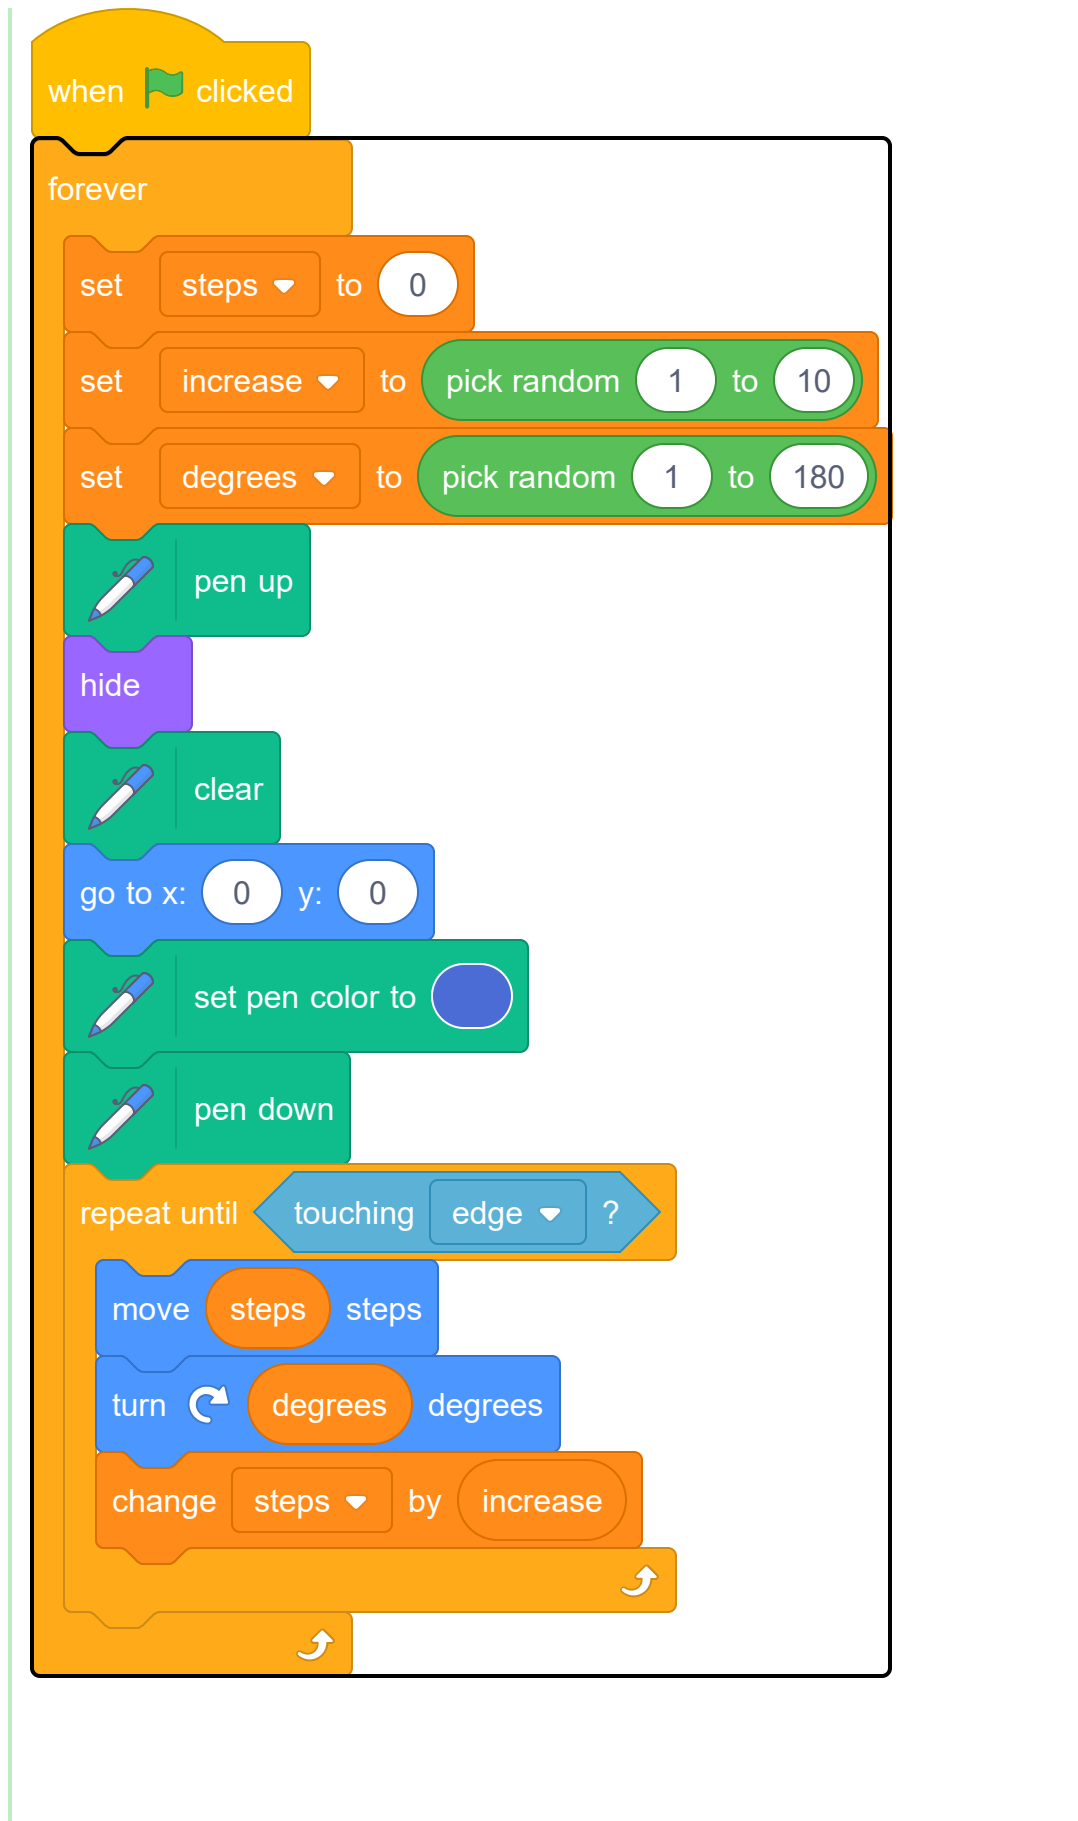 when clicked
forever
set steps to 0
set increase to pick random 1 to 10
set degrees to pick random 1 to 180
pen up
hide
clear
go to x: 0 y: 0
set pen color to
pen down
repeat until touching edge ?
move steps steps
turn degrees degrees
change steps by increase